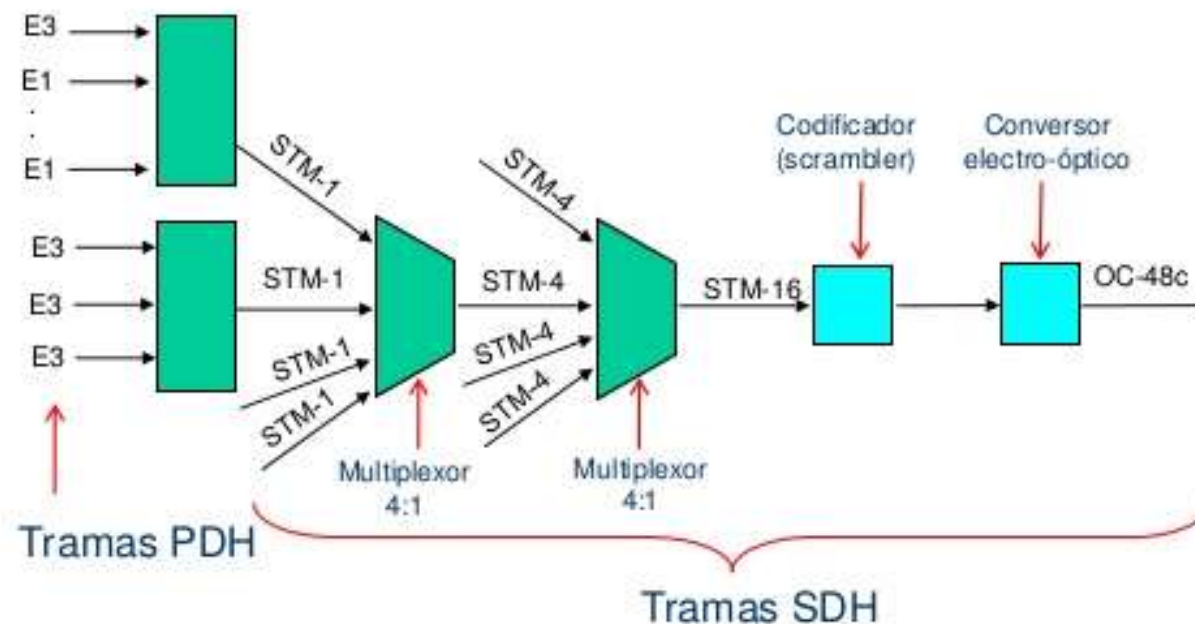 E3
E1
.
.
E1
E3
E3
E3
STM-1
STM-1
STM-1
STM-1
STM-4
STM-4
STM-4
STM-4
STM-16
Codificador
(scrambler)
Conversor
electro-óptico
OC-48c
Multiplexor
4:1
Multiplexor
4:1
Tramas PDH
Tramas SDH